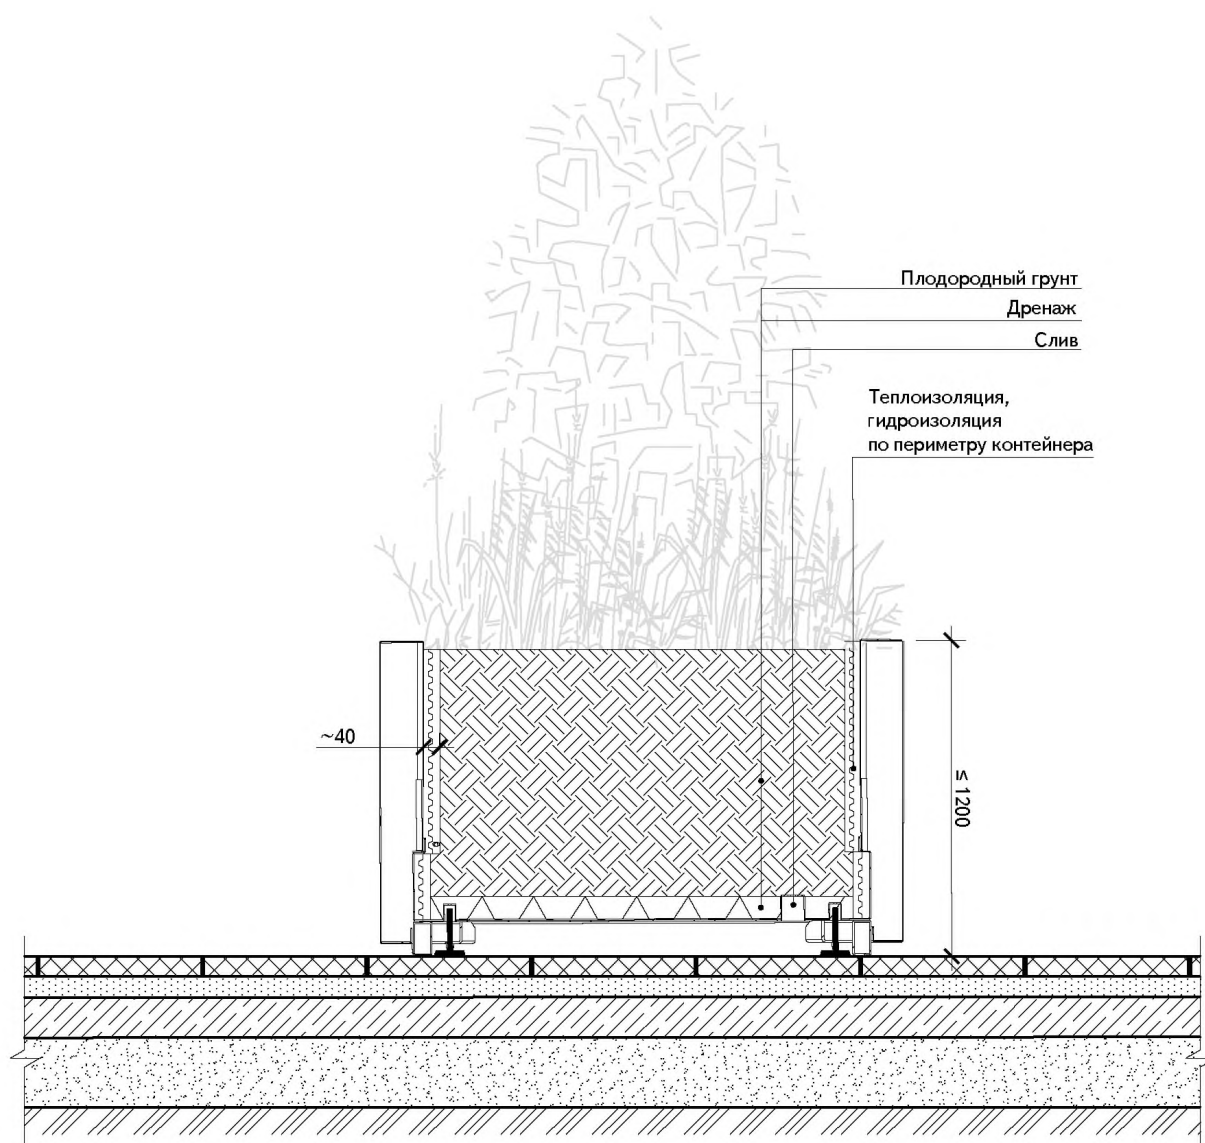 Плодородный грунт
Дренаж
Слив
Теплоизоляция,
гидроизоляция
по периметру контейнера
~40
≤ 1200